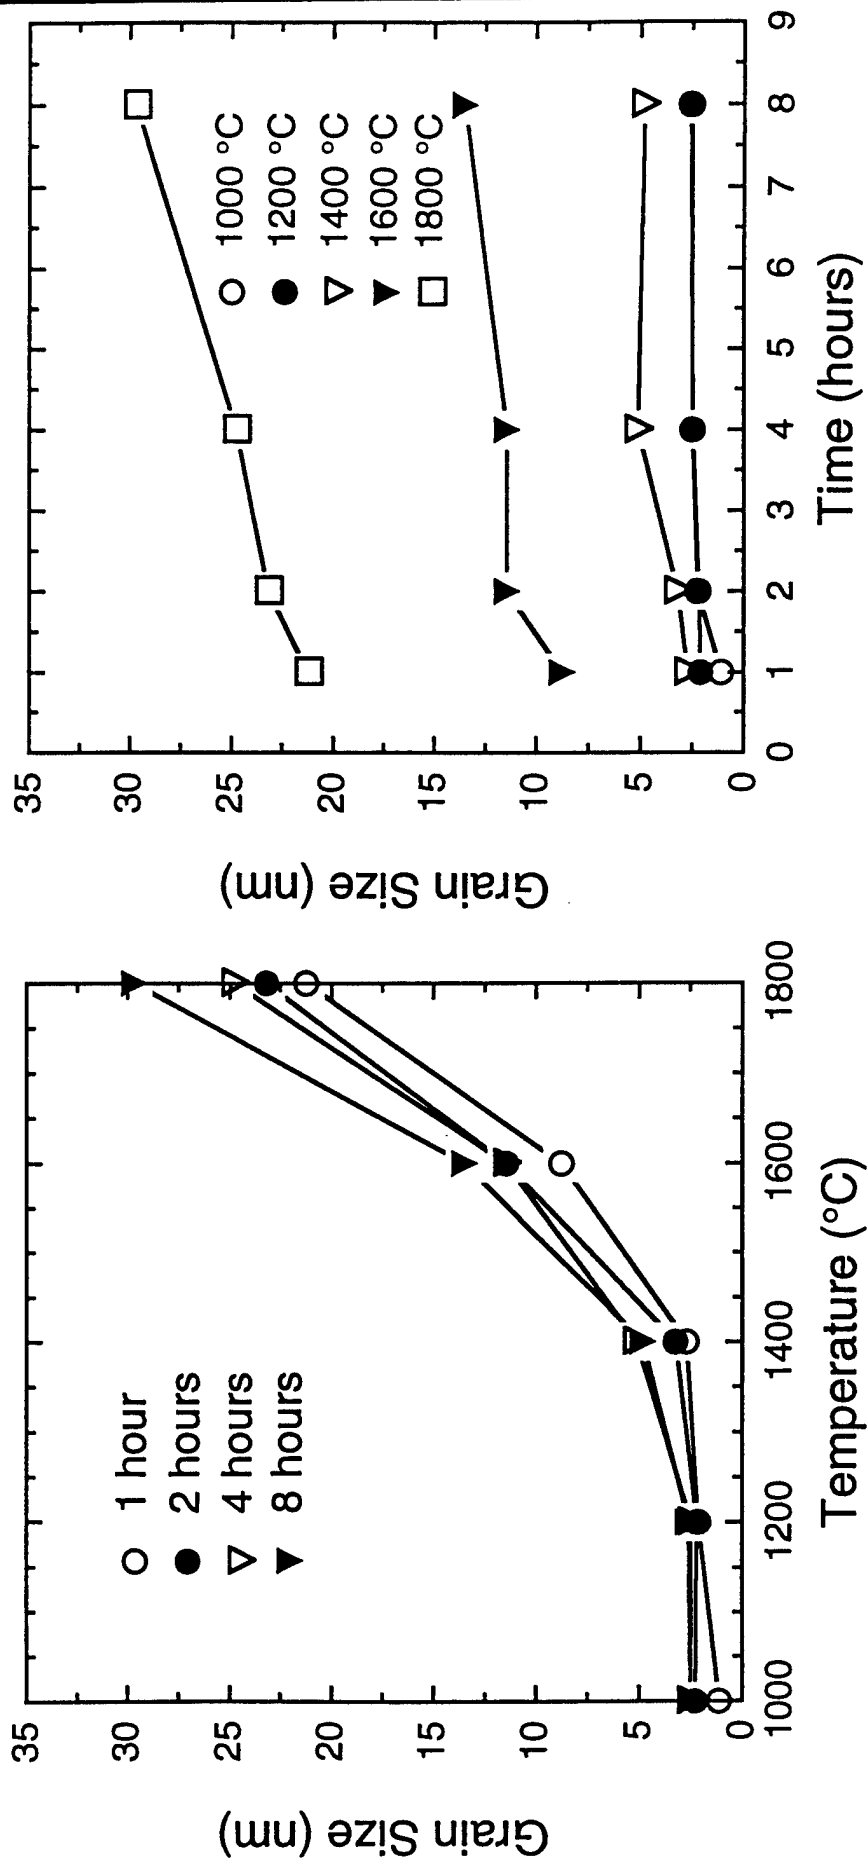 35
30
25
20
15
10
5
0
Grain Size (nm)
1 hour
2 hours
4 hours
8 hours
1000
1200
1400
1600
1800
Temperature (°C)
35
30
25
20
15
10
5
0
Grain Size (nm)
1000 °C
1200 °C
1400 °C
1600 °C
1800 °C
0
1
2
3
4
5
6
7
8
9
Time (hours)